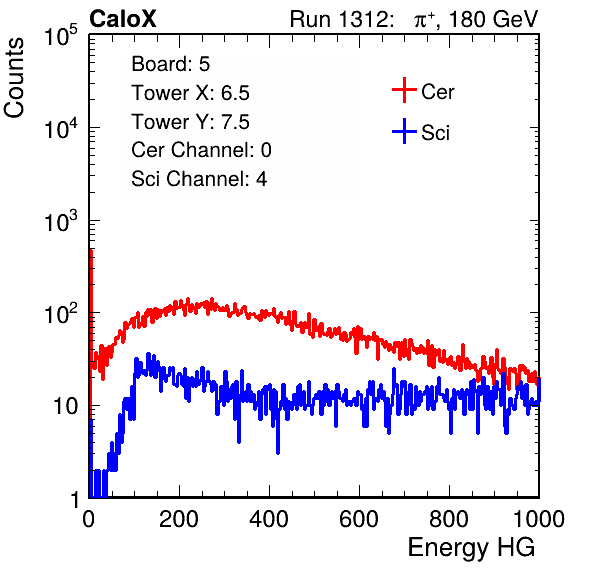 CaloX Run 1312: π⁺, 180 GeV
Board: 5
Tower X: 6.5
Tower Y: 7.5
Cer Channel: 0
Sci Channel: 4
Cer
Sci
Counts
10⁵
10⁴
10³
10²
10
1
0 200 400 600 800 1000
Energy HG